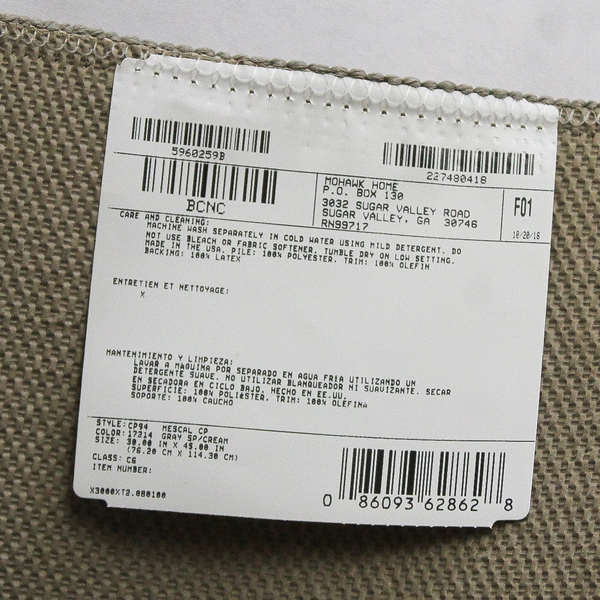 5960259B
227480418
BCNC
MOHAWK HOME
P.O. BOX 130
3032 SUGAR VALLEY ROAD
SUGAR VALLEY, GA 30746
RN99717
F01
10/20/16
CARE AND CLEANING:
MACHINE WASH SEPARATELY IN COLD WATER USING MILD DETERGENT. DO
NOT USE BLEACH OR FABRIC SOFTENER. TUMBLE DRY ON LOW SETTING.
MADE IN THE USA. PILE: 100% POLYESTER. TRIM: 100% OLEFIN
BACKING: 100% LATEX
ENTRETIEN ET NETTOYAGE:
X
MANTENIMIENTO Y LIMPIEZA:
LAVAR A MAQUINA POR SEPARADO EN AGUA FRIA UTILIZANDO UN
DETERGENTE SUAVE. NO UTILIZAR BLANQUEADOR NI SUAVIZANTE. SECAR
EN SECADORA EN CICLO BAJO. HECHO EN EE.UU.
SUPERFICIE: 100% POLIESTER. TRIM: 100% OLEFINA
SOPORTE: 100% CAUCHO
STYLE: CP94 MESCAL CP
COLOR: 17214 GRAY SP/CREAM
SIZE: 30.00 IN X 45.00 IN
(76.20 CM X 114.30 CM)
CLASS: CG
ITEM NUMBER:
X3000XT2.080100
0 86093 62862 8